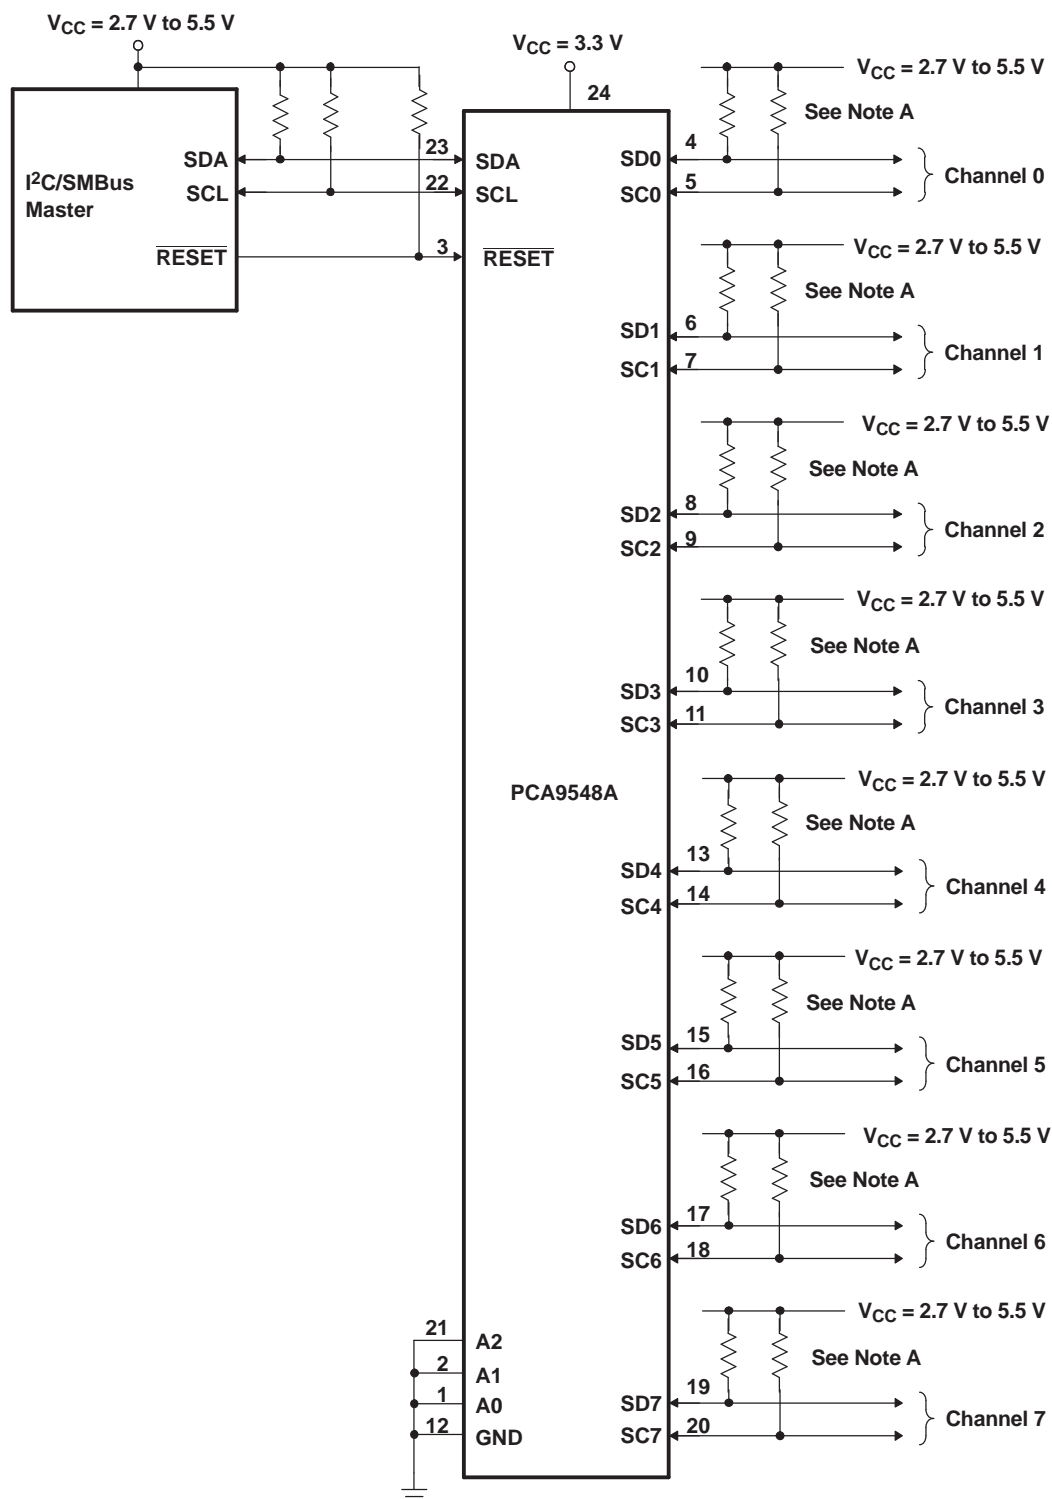 VCC = 2.7 V to 5.5 V
VCC = 3.3 V
24
I2C/SMBus
Master
SDA
SCL
RESET
23
22
3
SDA
SCL
RESET
PCA9548A
21
2
1
12
A2
A1
A0
GND
VCC = 2.7 V to 5.5 V
See Note A
SD0
4
SC0
5
Channel 0
VCC = 2.7 V to 5.5 V
See Note A
SD1
6
SC1
7
Channel 1
VCC = 2.7 V to 5.5 V
See Note A
SD2
8
SC2
9
Channel 2
VCC = 2.7 V to 5.5 V
See Note A
SD3
10
SC3
11
Channel 3
VCC = 2.7 V to 5.5 V
See Note A
SD4
13
SC4
14
Channel 4
VCC = 2.7 V to 5.5 V
See Note A
SD5
15
SC5
16
Channel 5
VCC = 2.7 V to 5.5 V
See Note A
SD6
17
SC6
18
Channel 6
VCC = 2.7 V to 5.5 V
See Note A
SD7
19
SC7
20
Channel 7